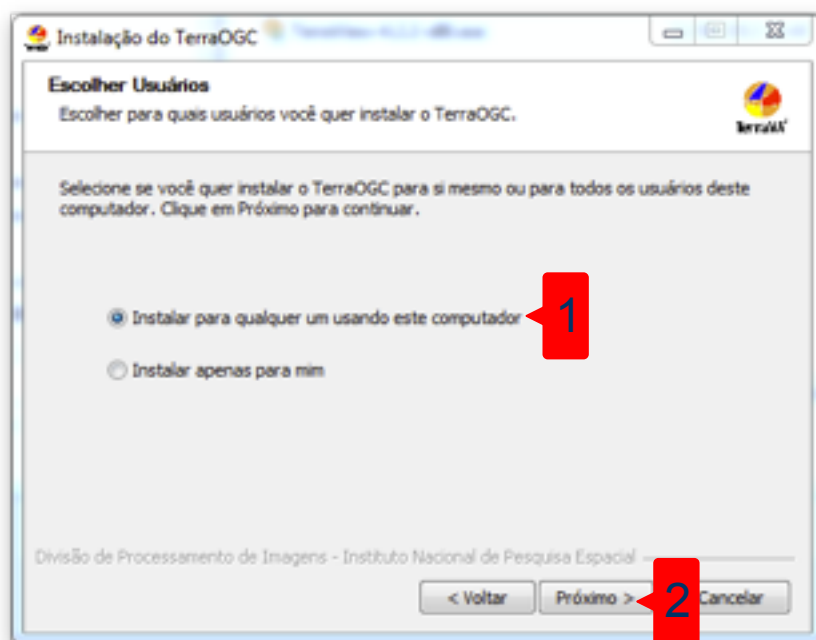 Instalação do TerraOGC
Escolher Usuários
Escolher para quais usuários você quer instalar o TerraOGC.
Selecione se você quer instalar o TerraOGC para si mesmo ou para todos os usuários deste
computador. Clique em Próximo para continuar.
Instalar para qualquer um usando este computador
1
Instalar apenas para mim
Divisão de Processamento de Imagens - Instituto Nacional de Pesquisa Espacial
< Voltar
Próximo >
2
Cancelar